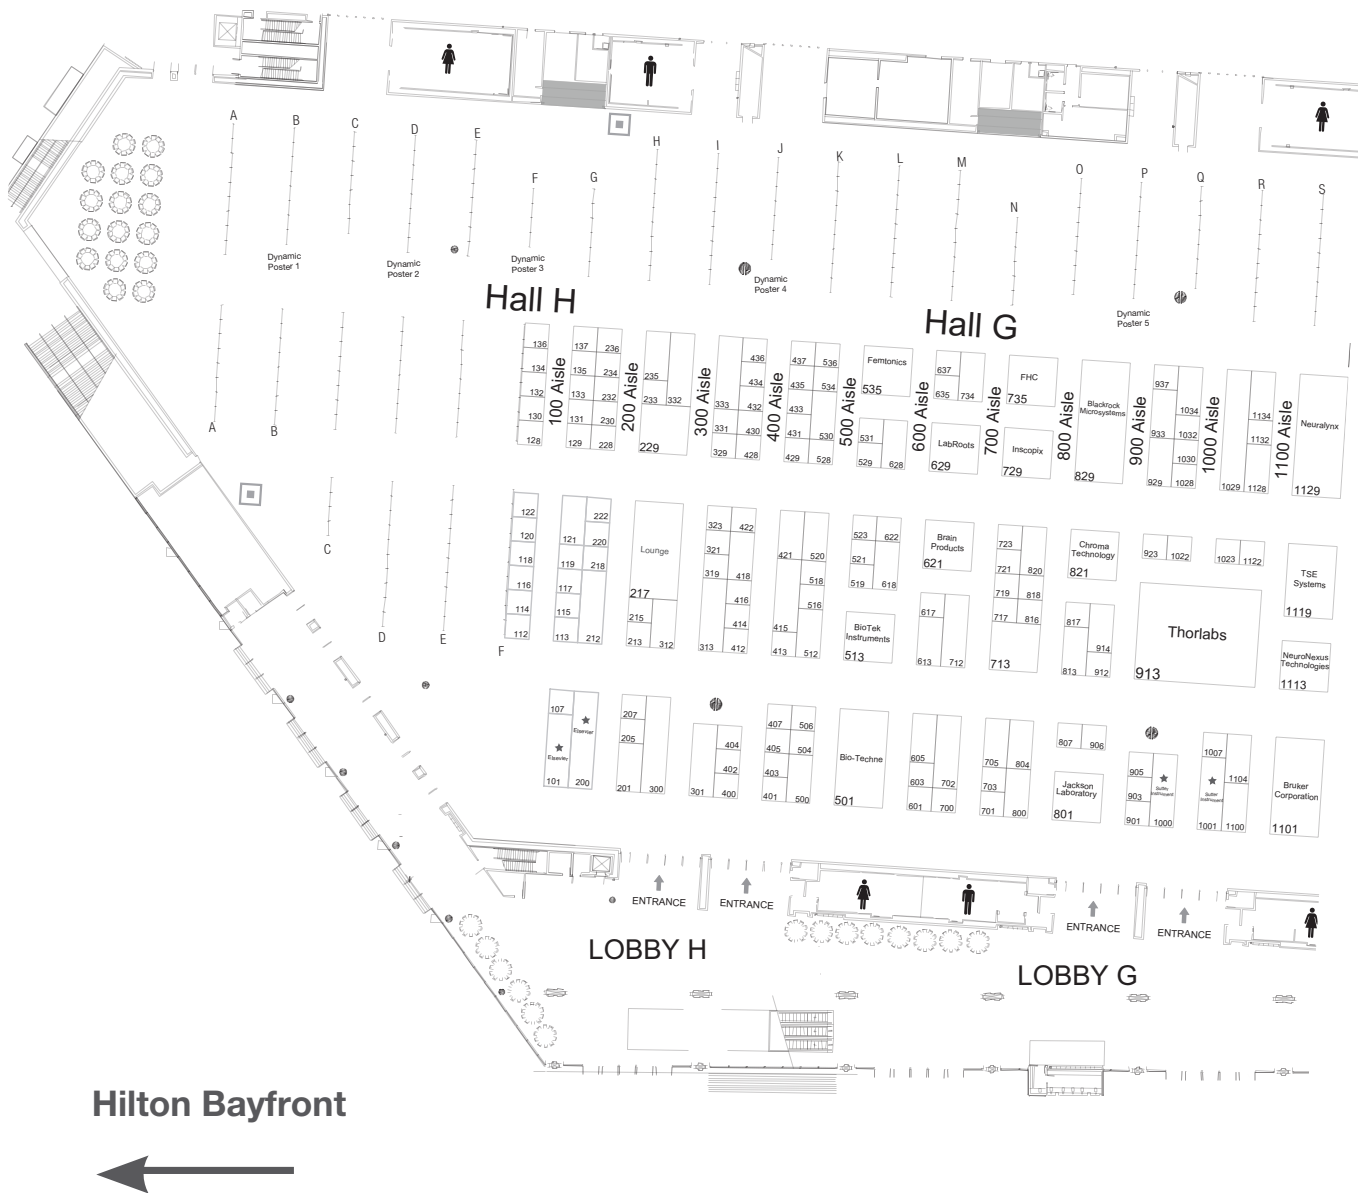 A
B
C
D
E
F
G
H
I
J
K
L
M
N
O
P
Q
R
S
Dynamic
Poster 1
Dynamic
Poster 2
Dynamic
Poster 3
Dynamic
Poster 4
Dynamic
Poster 5
Hall H
Hall G
136
134
132
130
128
100 Aisle
137
236
135
234
133
232
131
230
129
228
200 Aisle
235
233
332
229
300 Aisle
436
434
333
432
331
430
329
428
400 Aisle
437
536
435
534
433
431
530
429
528
500 Aisle
Femtonics
535
531
529
628
600 Aisle
637
635
734
LabRoots
629
700 Aisle
FHC
735
Inscopix
729
800 Aisle
Blackrock
Microsystems
829
900 Aisle
937
1034
933
1032
1030
929
1028
1000 Aisle
1134
1132
1029
1128
1100 Aisle
Neuralynx
1129
A
B
C
D
E
F
122
120
118
116
114
112
222
121
220
119
218
117
115
113
212
Lounge
217
215
213
312
323
422
321
319
418
416
414
313
412
421
520
518
516
415
413
512
523
622
521
519
618
BioTek
Instruments
513
Brain
Products
621
617
613
712
723
721
820
719
818
717
816
713
Chroma
Technology
821
817
914
813
912
923
1022
1023
1122
Thorlabs
913
TSE
Systems
1119
NeuroNexus
Technologies
1113
107
Elsevier
Elsevier
101
200
207
205
201
300
404
402
301
400
407
506
405
504
403
401
500
Bio-Techne
501
605
603
702
601
700
705
804
703
701
800
807
906
Jackson
Laboratory
801
905
903
Sutter
Instrument
901
1000
1007
1104
Sutter
Instrument
1001
1100
Bruker
Corporation
1101
ENTRANCE
ENTRANCE
ENTRANCE
ENTRANCE
LOBBY H
LOBBY G
Hilton Bayfront